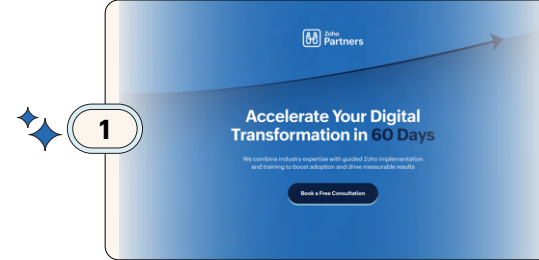 Zoho
Partners
1
Accelerate Your Digital
Transformation in 60 Days
We combine industry expertise with guided Zoho implementation
and training to boost adoption and drive measurable results
Book a Free Consultation